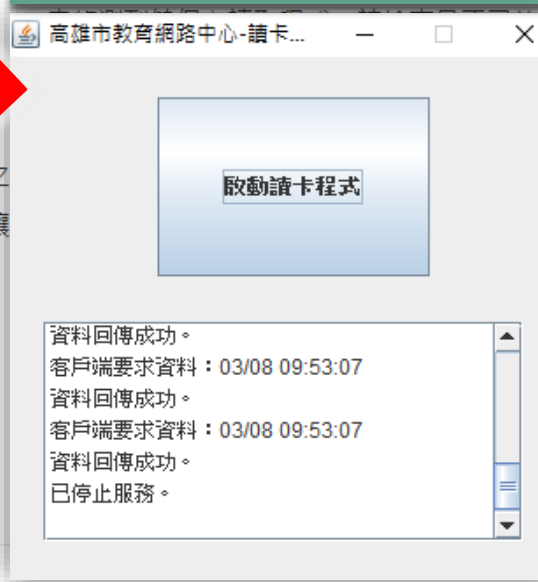 高雄市教育網路中心-讀卡...
啟動讀卡程式
資料回傳成功。
客戶端要求資料：03/08 09:53:07
資料回傳成功。
客戶端要求資料：03/08 09:53:07
資料回傳成功。
已停止服務。